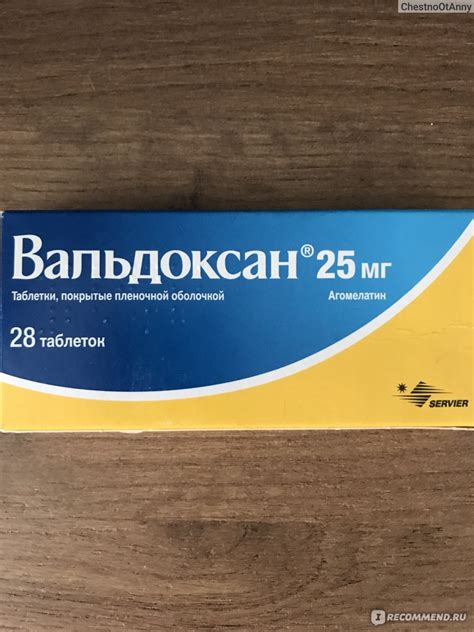 ChestnoOtAnny
Вальдоксан® 25 мг
Таблетки, покрытые пленочной оболочкой Агомелатин
28 таблеток
SERVIER
I RECOMMEND.RU